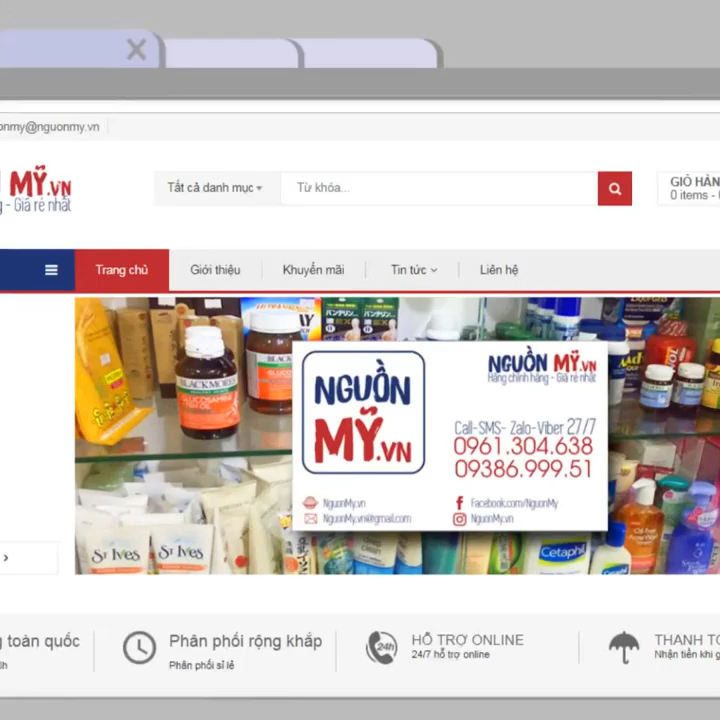 onmy@nguonmy.vn
MỸ.VN
g - Giá rẻ nhất
Tất cả danh mục
Từ khóa...
GIỎ HÀN
0 items -
Trang chủ
Giới thiệu
Khuyến mãi
Tin tức
Liên hệ
BLACKMORES
GLUCOSAMINE
FISH OIL
NGUỒN
MỸ.VN
NGUỒN MỸ.VN
Hàng chính hãng - Giá rẻ nhất
Call-SMS- Zalo-Viber 27/7
0961.304.638
09386.999.51
NguonMy.vn
Facebook.com/NguonMy
NguonMy.vn@gmail.com
NguonMy.vn
St Ives
St Ives
Cetaphil
g toàn quốc
Phân phối rộng khắp
Phân phối sỉ lẻ
24h
HỖ TRỢ ONLINE
24/7 hỗ trợ online
THANH TO
Nhận tiền khi g